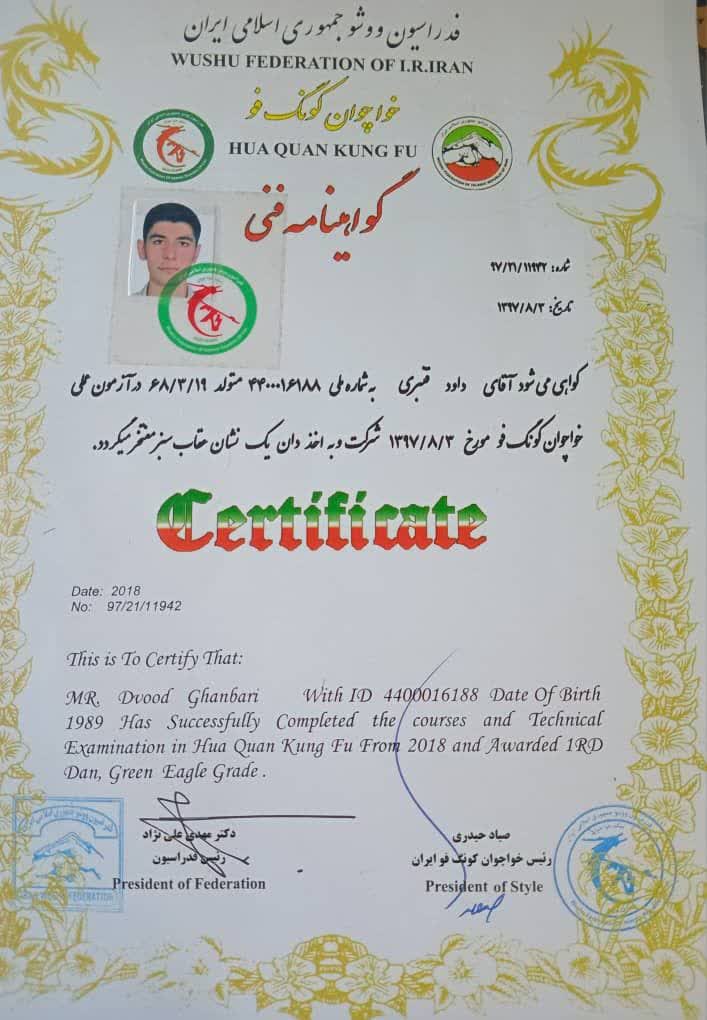 فدراسیون ووشو جمهوری اسلامی ایران
WUSHU FEDERATION OF I.R.IRAN
خواچوان کونگ فو
HUA QUAN KUNG FU
گواهینامه فنی
شماره: ۹۷/۲۱/۱۱۹۴۲
تاریخ: ۱۳۹۷/۸/۳
گواهی می شود آقای داود قنبری به شماره ملی ۴۴۰۰۰۱۶۱۸۸ متولد ۶۸/۳/۱۹ در آزمون ملی
خواچوان کونگ فو مورخ ۱۳۹۷/۸/۳ شرکت و به اخذ دان یک نشان عقاب سبز مفتخر میگردد.
Certificate
Date: 2018
No: 97/21/11942
This is To Certify That:
MR. Dvood Ghanbari With ID 4400016188 Date Of Birth
1989 Has Successfully Completed the courses and Technical
Examination in Hua Quan Kung Fu From 2018 and Awarded 1RD
Dan, Green Eagle Grade .
دکتر مهدی علی نژاد
رئیس فدراسیون
President of Federation
صیاد حیدری
رئیس خواچوان کونگ فو ایران
President of Style